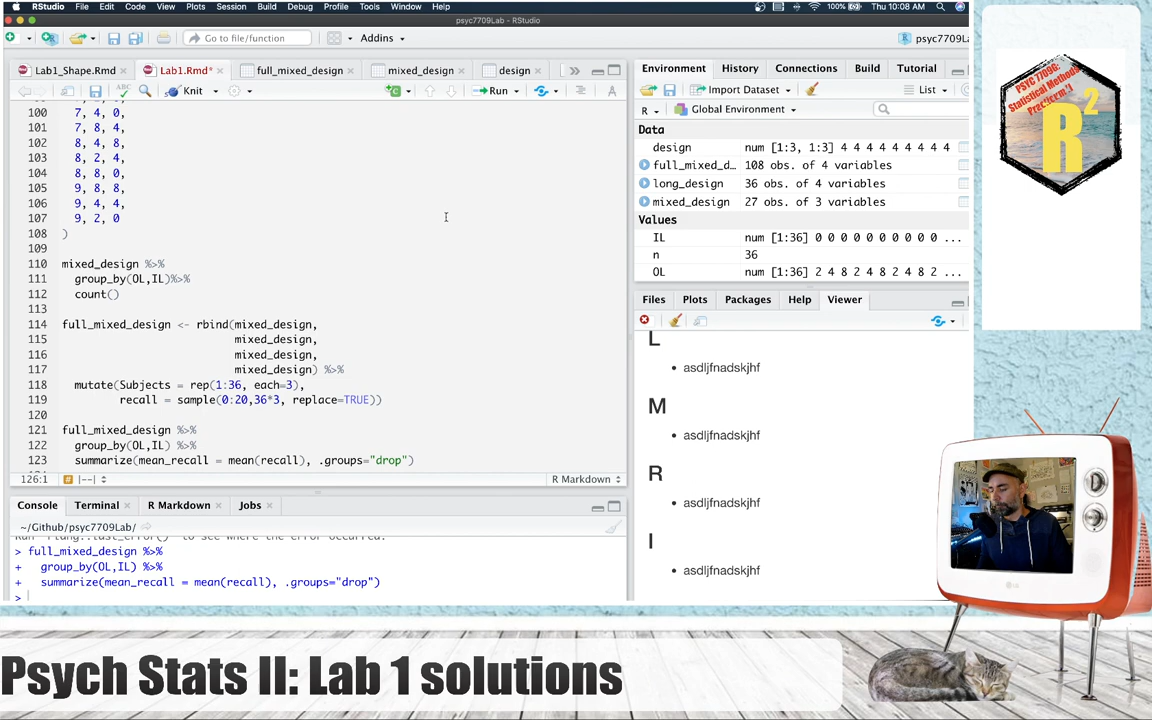 RStudio File Edit Code View Plots Session Build Debug Profile Tools Window Help 100% Thu 10:08 AM
psyc7709Lab - RStudio
Go to file/function Addins psyc7709La
Lab1_Shape.Rmd Lab1.Rmd* full_mixed_design mixed_design design
Knit Run
100 7, 4, 0,
101 7, 8, 4,
102 8, 4, 8,
103 8, 2, 4,
104 8, 8, 0,
105 9, 8, 8,
106 9, 4, 4,
107 9, 2, 0
108 )
109
110 mixed_design %>%
111 group_by(OL,IL)%>%
112 count()
113
114 full_mixed_design <- rbind(mixed_design,
115 mixed_design,
116 mixed_design,
117 mixed_design) %>%
118 mutate(Subjects = rep(1:36, each=3),
119 recall = sample(0:20,36*3, replace=TRUE))
120
121 full_mixed_design %>%
122 group_by(OL,IL) %>%
123 summarize(mean_recall = mean(recall), .groups="drop")
126:1 # |--| R Markdown
Console Terminal R Markdown Jobs
~/Github/psyc7709Lab/
> full_mixed_design %>%
+ group_by(OL,IL) %>%
+ summarize(mean_recall = mean(recall), .groups="drop")
>
Environment History Connections Build Tutorial
Import Dataset List
R Global Environment
Data
design num [1:3, 1:3] 4 4 4 4 4 4 4 4 4
full_mixed_d… 108 obs. of 4 variables
long_design 36 obs. of 4 variables
mixed_design 27 obs. of 3 variables
Values
IL num [1:36] 0 0 0 0 0 0 0 0 0 0 ...
n 36
OL num [1:36] 2 4 8 2 4 8 2 4 8 2 ...
Files Plots Packages Help Viewer
L
• asdljfnadskjhf
M
• asdljfnadskjhf
R
• asdljfnadskjhf
I
• asdljfnadskjhf
PSYC 7709G:
Statistical Methods
R2
LG
Psych Stats II: Lab 1 solutions